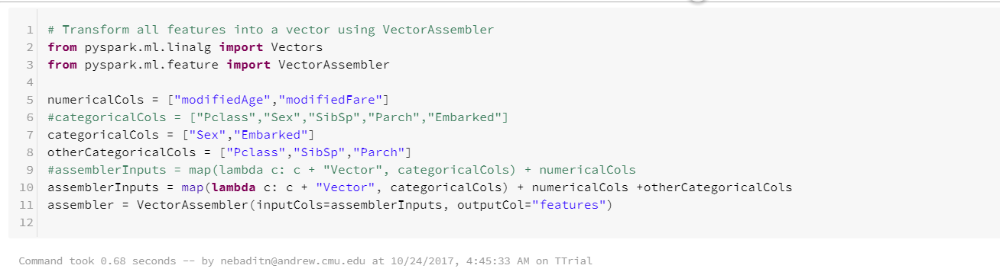 1 # Transform all features into a vector using VectorAssembler
2 from pyspark.ml.linalg import Vectors
3 from pyspark.ml.feature import VectorAssembler
4
5 numericalCols = ["modifiedAge","modifiedFare"]
6 #categoricalCols = ["Pclass","Sex","SibSp","Parch","Embarked"]
7 categoricalCols = ["Sex","Embarked"]
8 otherCategoricalCols = ["Pclass","SibSp","Parch"]
9 #assemblerInputs = map(lambda c: c + "Vector", categoricalCols) + numericalCols
10 assemblerInputs = map(lambda c: c + "Vector", categoricalCols) + numericalCols +otherCategoricalCols
11 assembler = VectorAssembler(inputCols=assemblerInputs, outputCol="features")
12
Command took 0.68 seconds -- by nebaditn@andrew.cmu.edu at 10/24/2017, 4:45:33 AM on TTrial